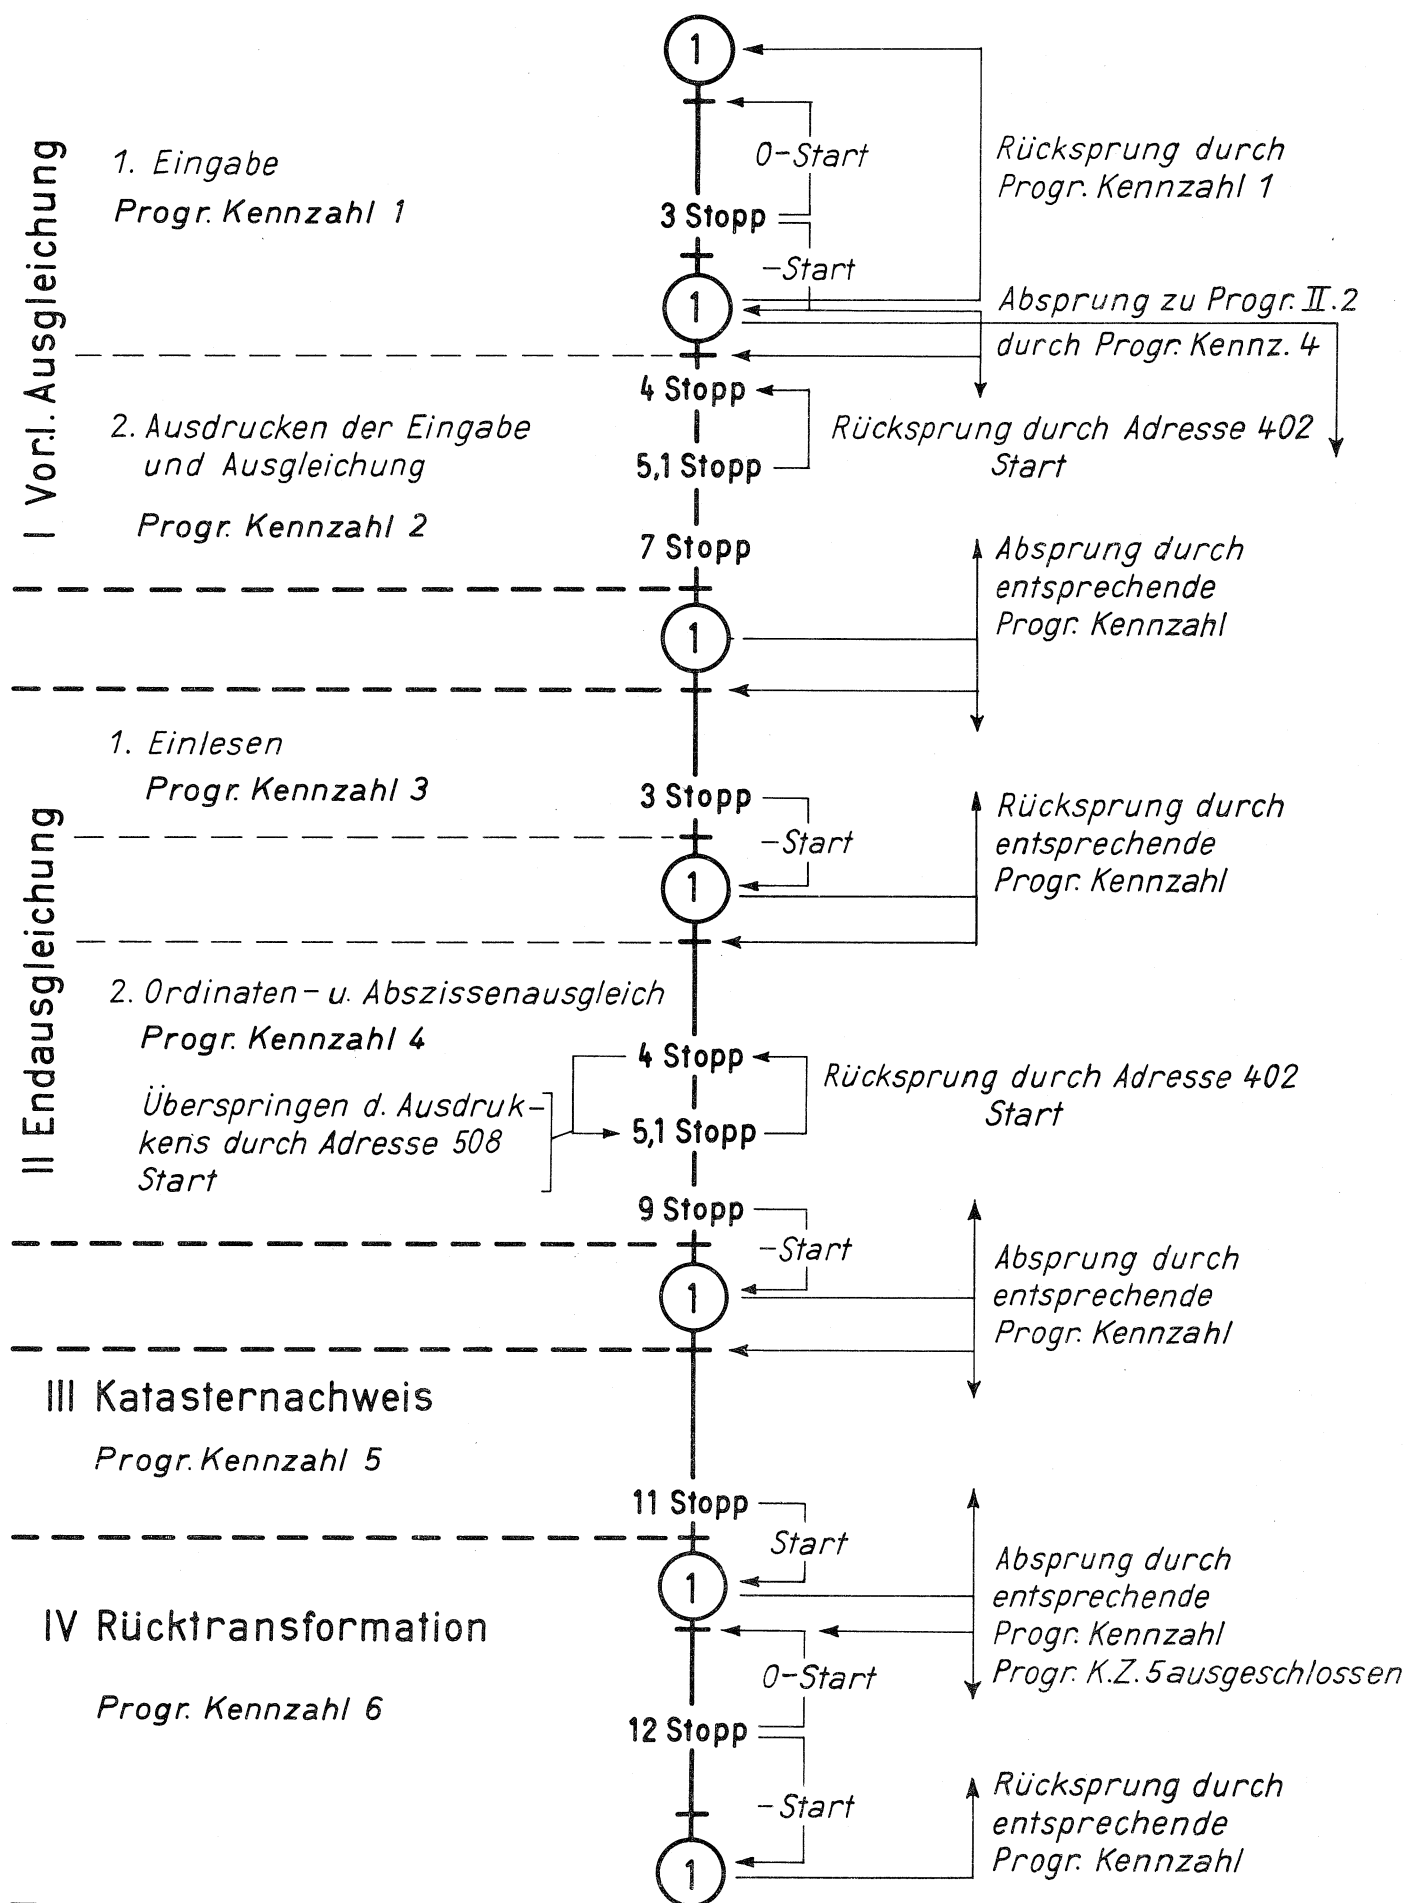 1
I Vorl. Ausgleichung
1. Eingabe
Progr. Kennzahl 1
0-Start
3 Stopp
-Start
Rücksprung durch
Progr. Kennzahl 1
1
Absprung zu Progr. II.2
durch Progr. Kennz. 4
4 Stopp
2. Ausdrucken der Eingabe
und Ausgleichung
Progr. Kennzahl 2
5,1 Stopp
Rücksprung durch Adresse 402
Start
7 Stopp
1
Absprung durch
entsprechende
Progr. Kennzahl
II Endausgleichung
1. Einlesen
Progr. Kennzahl 3
3 Stopp
-Start
1
Rücksprung durch
entsprechende
Progr. Kennzahl
2. Ordinaten- u. Abszissenausgleich
Progr. Kennzahl 4
4 Stopp
Überspringen d. Ausdruk-
kens durch Adresse 508
Start
5,1 Stopp
Rücksprung durch Adresse 402
Start
9 Stopp
-Start
1
Absprung durch
entsprechende
Progr. Kennzahl
III Katasternachweis
Progr. Kennzahl 5
11 Stopp
Start
1
Absprung durch
entsprechende
Progr. Kennzahl
Progr. K.Z. 5 ausgeschlossen
IV Rücktransformation
Progr. Kennzahl 6
0-Start
12 Stopp
-Start
1
Rücksprung durch
entsprechende
Progr. Kennzahl